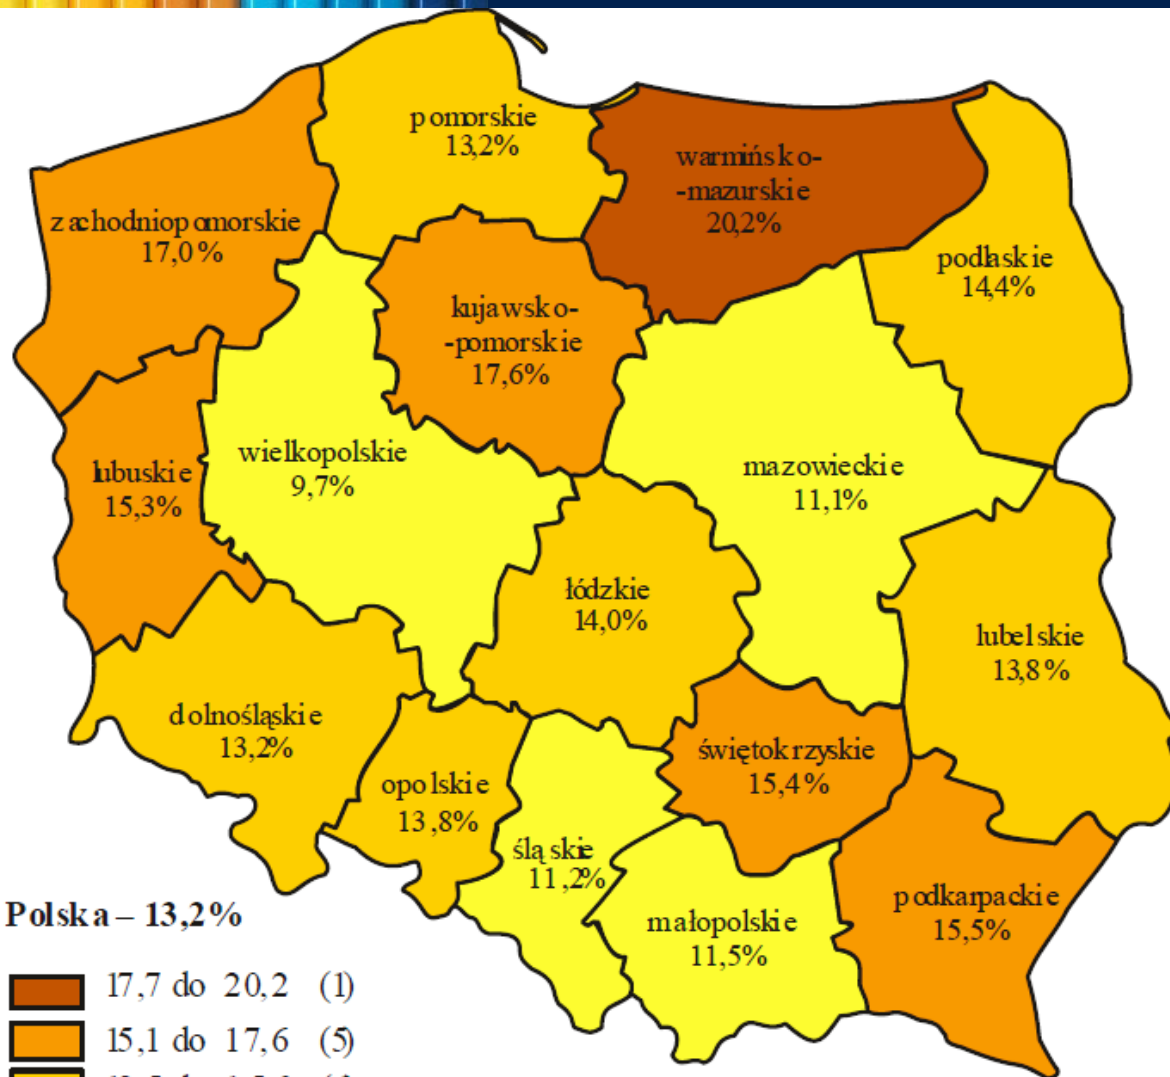 pomorskie
13,2%
warmińsko-
-mazurskie
20,2%
zachodniopomorskie
17,0%
podlaskie
14,4%
kujawsko-
-pomorskie
17,6%
wielkopolskie
9,7%
mazowieckie
11,1%
lubuskie
15,3%
łódzkie
14,0%
lubelskie
13,8%
dolnośląskie
13,2%
świętokrzyskie
15,4%
opolskie
13,8%
śląskie
11,2%
podkarpackie
15,5%
małopolskie
11,5%
Polska – 13,2%
17,7 do 20,2 (1)
15,1 do 17,6 (5)